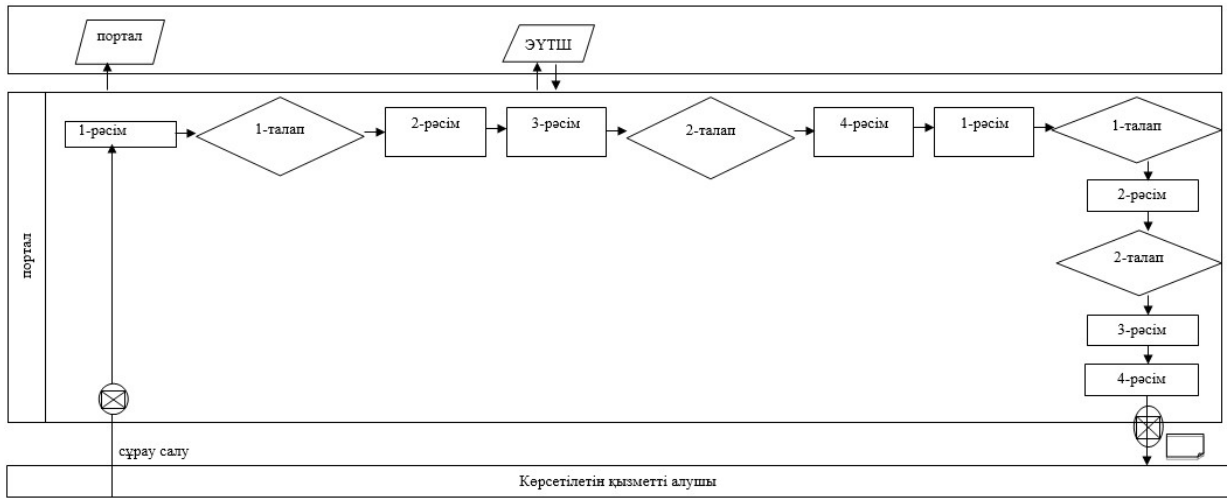 портал
ЭҮТШ
1-рәсім
1-талап
2-рәсім
3-рәсім
2-талап
4-рәсім
1-рәсім
1-талап
2-рәсім
2-талап
3-рәсім
4-рәсім
портал
сұрау салу
Көрсетілетін қызметті алушы